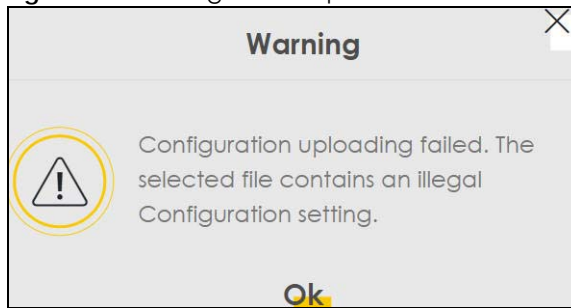 Warning
Configuration uploading failed. The
selected file contains an illegal
Configuration setting.
Ok